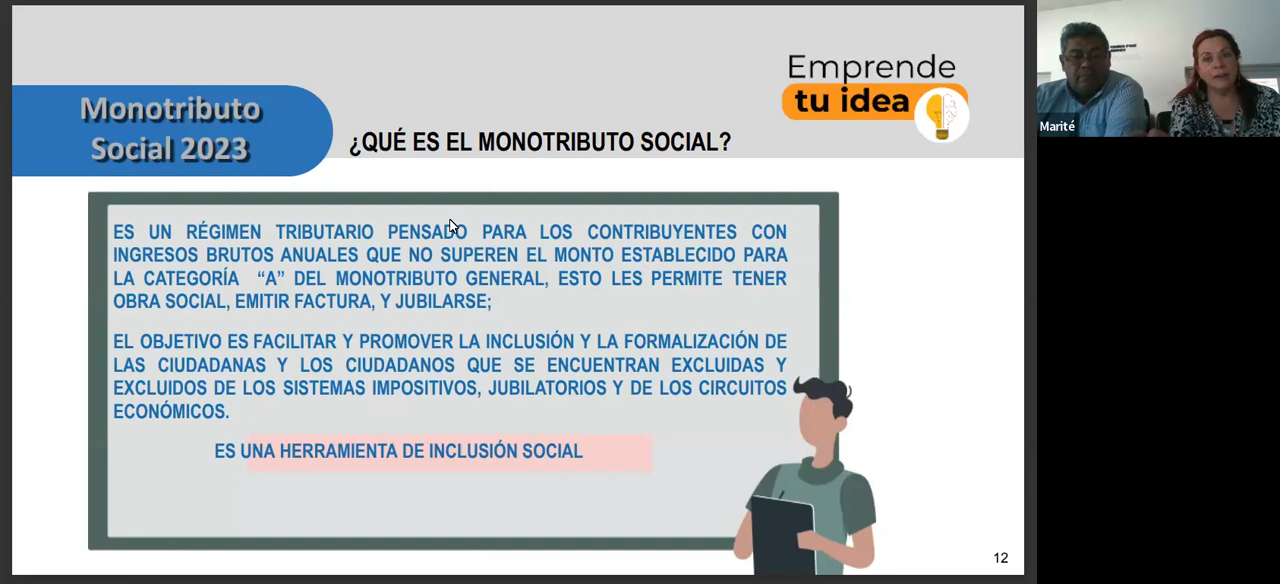 Monotributo
Social 2023
¿QUÉ ES EL MONOTRIBUTO SOCIAL?
Emprende
tu idea
ES UN RÉGIMEN TRIBUTARIO PENSADO PARA LOS CONTRIBUYENTES CON
INGRESOS BRUTOS ANUALES QUE NO SUPEREN EL MONTO ESTABLECIDO PARA
LA CATEGORÍA “A” DEL MONOTRIBUTO GENERAL, ESTO LES PERMITE TENER
OBRA SOCIAL, EMITIR FACTURA, Y JUBILARSE;
EL OBJETIVO ES FACILITAR Y PROMOVER LA INCLUSIÓN Y LA FORMALIZACIÓN DE
LAS CIUDADANAS Y LOS CIUDADANOS QUE SE ENCUENTRAN EXCLUIDAS Y
EXCLUIDOS DE LOS SISTEMAS IMPOSITIVOS, JUBILATORIOS Y DE LOS CIRCUITOS
ECONÓMICOS.
ES UNA HERRAMIENTA DE INCLUSIÓN SOCIAL
12
Marité